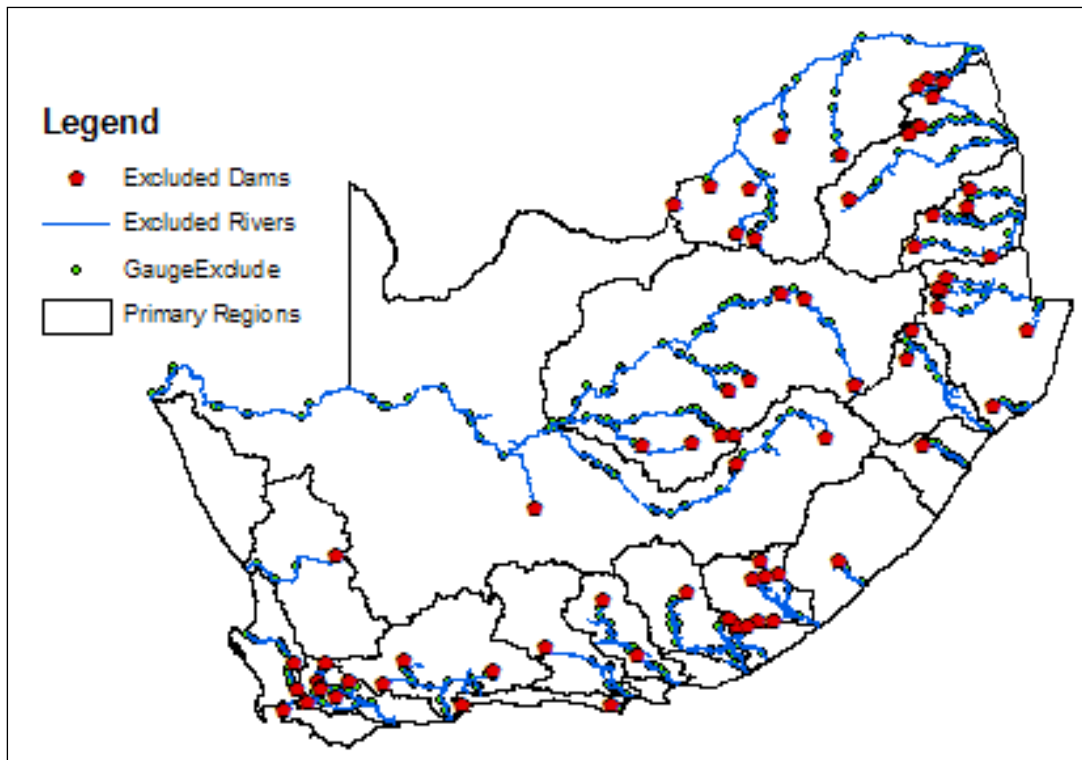 Legend
Excluded Dams
Excluded Rivers
GaugeExclude
Primary Regions